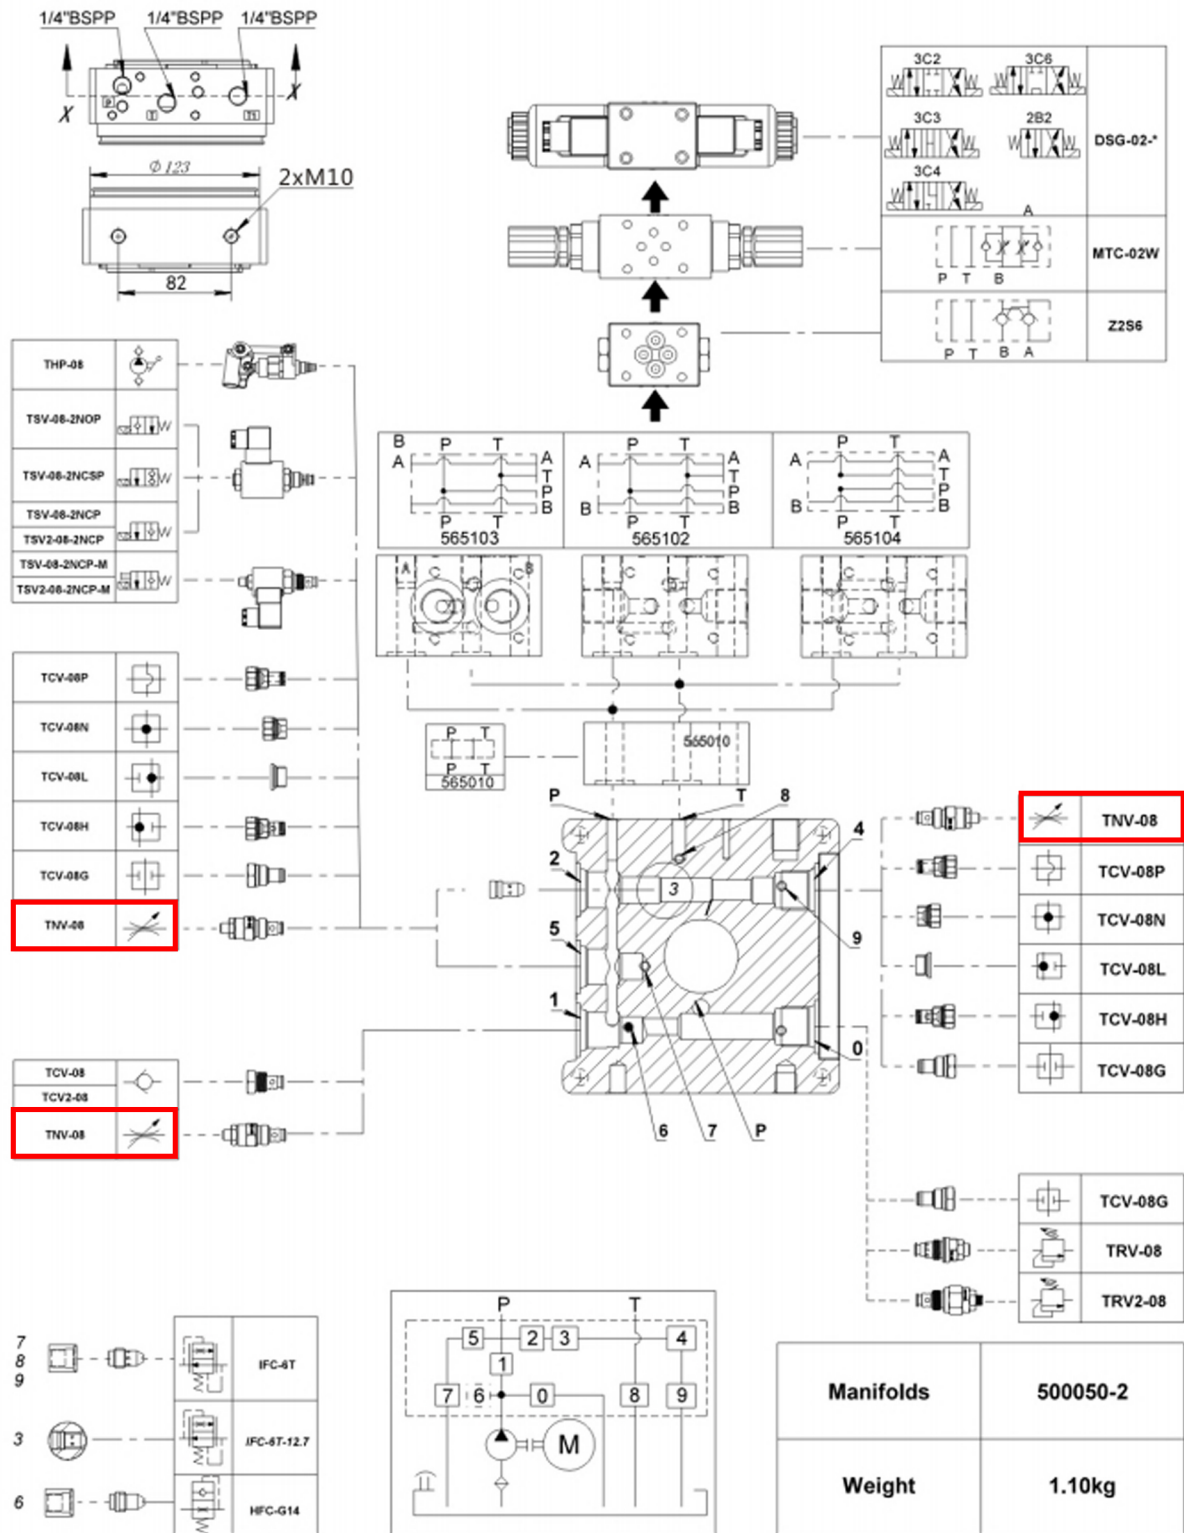 1/4"BSPP 1/4"BSPP 1/4"BSPP
X X
P T T1
Φ 123
2xM10
82
3C2 3C6
3C3 2B2
3C4
DSG-02-*
A
MTC-02W
P T B
Z2S6
P T B A
THP-08
TSV-08-2NOP
TSV-08-2NCSP
TSV-08-2NCP
TSV2-08-2NCP
TSV-08-2NCP-M
TSV2-08-2NCP-M
B P T
A A
T
P
B B
P T
565103
P T
A A
T
P
B B
P T
565102
P T
A A
T
P
B B
P T
565104
A B
TCV-08P
TCV-08N
TCV-08L
TCV-08H
TCV-08G
TNV-08
P T
P T
565010
565010
P T 8
2 3 4
5 9
1 0
6 7 P
TNV-08
TCV-08P
TCV-08N
TCV-08L
TCV-08H
TCV-08G
TCV-08
TCV2-08
TNV-08
TCV-08G
TRV-08
TRV2-08
7
8
9
IFC-6T
3
IFC-6T-12.7
6
HFC-G14
P T
5 2 3 4
1
7 6 0 8 9
M
Manifolds 500050-2
Weight 1.10kg